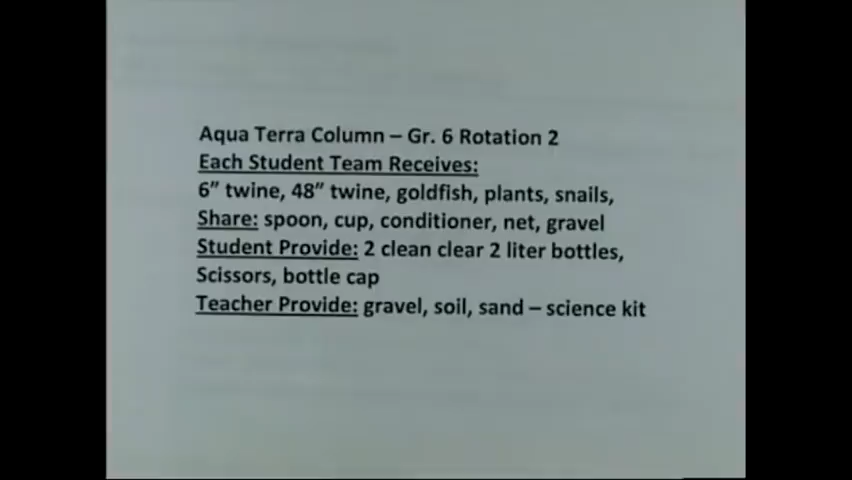 Aqua Terra Column – Gr. 6 Rotation 2
Each Student Team Receives:
6” twine, 48” twine, goldfish, plants, snails,
Share: spoon, cup, conditioner, net, gravel
Student Provide: 2 clean clear 2 liter bottles,
Scissors, bottle cap
Teacher Provide: gravel, soil, sand – science kit